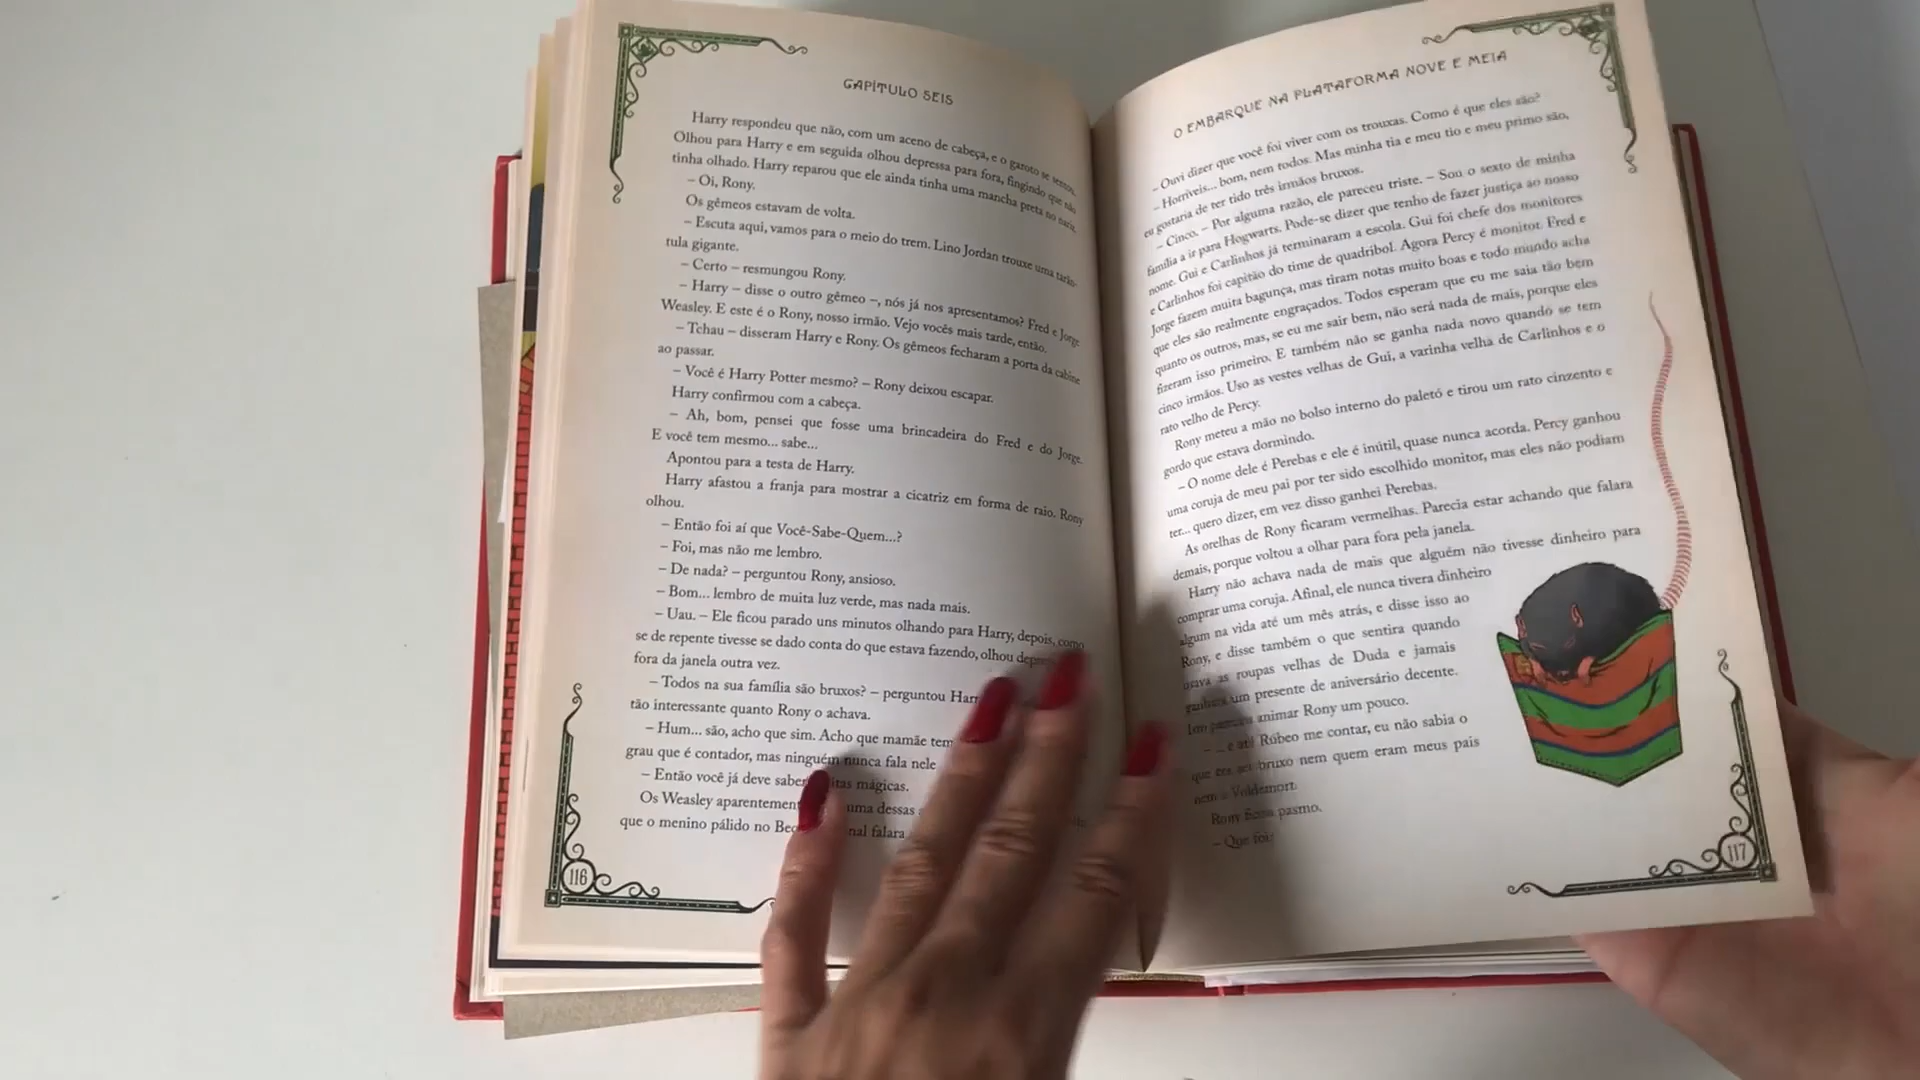 CAPÍTULO SEIS
Harry respondeu que não, com um aceno de cabeça, e o garoto se sentou.
Olhou para Harry e em seguida olhou depressa para fora, fingindo que não
tinha olhado. Harry reparou que ele ainda tinha uma mancha preta no nariz.
– Oi, Rony.
Os gêmeos estavam de volta.
– Escuta aqui, vamos para o meio do trem. Lino Jordan trouxe uma tarân-
tula gigante.
– Certo – resmungou Rony.
– Harry – disse o outro gêmeo –, nós já nos apresentamos? Fred e Jorge
Weasley. E este é o Rony, nosso irmão. Vejo vocês mais tarde, então.
– Tchau – disseram Harry e Rony. Os gêmeos fecharam a porta da cabine
ao passar.
– Você é Harry Potter mesmo? – Rony deixou escapar.
Harry confirmou com a cabeça.
– Ah, bom, pensei que fosse uma brincadeira do Fred e do Jorge.
E você tem mesmo... sabe...
Apontou para a testa de Harry.
Harry afastou a franja para mostrar a cicatriz em forma de raio. Rony
olhou.
– Então foi aí que Você-Sabe-Quem...?
– Foi, mas não me lembro.
– De nada? – perguntou Rony, ansioso.
– Bom... lembro de muita luz verde, mas nada mais.
– Uau. – Ele ficou parado uns minutos olhando para Harry, depois, como
se de repente tivesse se dado conta do que estava fazendo, olhou
fora da janela outra vez.
– Todos na sua família são bruxos? – perguntou
tão interessante quanto Rony o achava.
– Hum... são, acho que sim. Acho que mamãe tem
grau que é contador, mas ninguém nunca fala nele
– Então você já deve saber mágicas.
Os Weasley uma dessas
que o menino pálido no falara
116
O EMBARQUE NA PLATAFORMA NOVE E MEIA
– Ouvi dizer que você foi viver com os trouxas. Como é que eles são?
– Horríveis... bom, nem todos. Mas minha tia e meu tio e meu primo são,
eu gostaria de ter tido três irmãos bruxos.
– Cinco. – Por alguma razão, ele pareceu triste. – Sou o sexto de minha
família a ir para Hogwarts. Pode-se dizer que tenho de fazer justiça ao nosso
nome. Gui e Carlinhos já terminaram a escola. Gui foi chefe dos monitores
e Carlinhos foi capitão do time de quadribol. Agora Percy é monitor. Fred e
Jorge fazem muita bagunça, mas tiram notas muito boas e todo mundo acha
que eles são realmente engraçados. Todos esperam que eu me saia tão bem
quanto os outros, mas, se eu me sair bem, não será nada de mais, porque eles
fizeram isso primeiro. E também não se ganha nada novo quando se tem
cinco irmãos. Uso as vestes velhas de Gui, a varinha velha de Carlinhos e o
rato velho de Percy.
Rony meteu a mão no bolso interno do paletó e tirou um rato cinzento e
gordo que estava dormindo.
– O nome dele é Perebas e ele é inútil, quase nunca acorda. Percy ganhou
uma coruja de meu pai por ter sido escolhido monitor, mas eles não podiam
ter... quero dizer, em vez disso ganhei Perebas.
As orelhas de Rony ficaram vermelhas. Parecia estar achando que falara
demais, porque voltou a olhar para fora pela janela.
Harry não achava nada de mais que alguém não tivesse dinheiro para
comprar uma coruja. Afinal, ele nunca tivera dinheiro
algum na vida até um mês atrás, e disse isso ao
Rony, e disse também o que sentira quando
usava as roupas velhas de Duda e jamais
ganhara um presente de aniversário decente.
Isso pareceu animar Rony um pouco.
– ... e até Rúbeo me contar, eu não sabia o
que era ser bruxo nem quem eram meus pais
nem o Voldemort.
Rony ficou pasmo.
– Que foi?
117